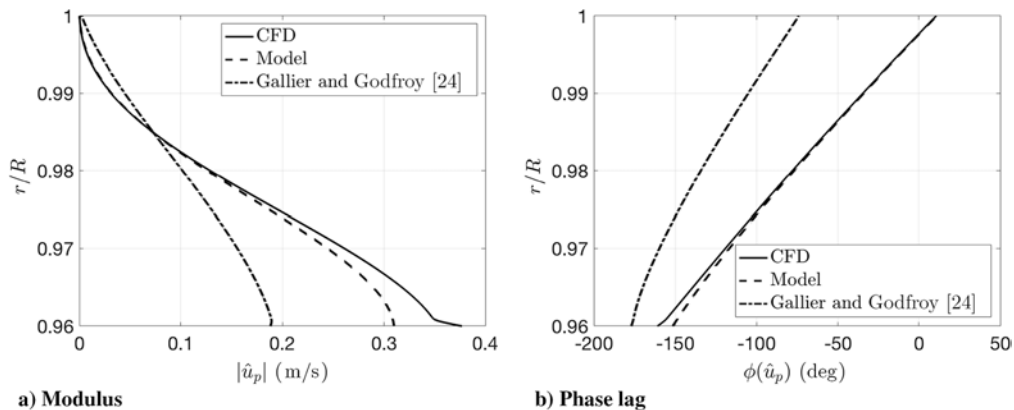 1
0.99
0.98
0.97
0.96
r/R
CFD
Model
Gallier and Godfroy [24]
0
0.1
0.2
0.3
0.4
|û_p| (m/s)
a) Modulus
1
0.99
0.98
0.97
0.96
r/R
CFD
Model
Gallier and Godfroy [24]
-200
-150
-100
-50
0
50
ϕ(û_p) (deg)
b) Phase lag